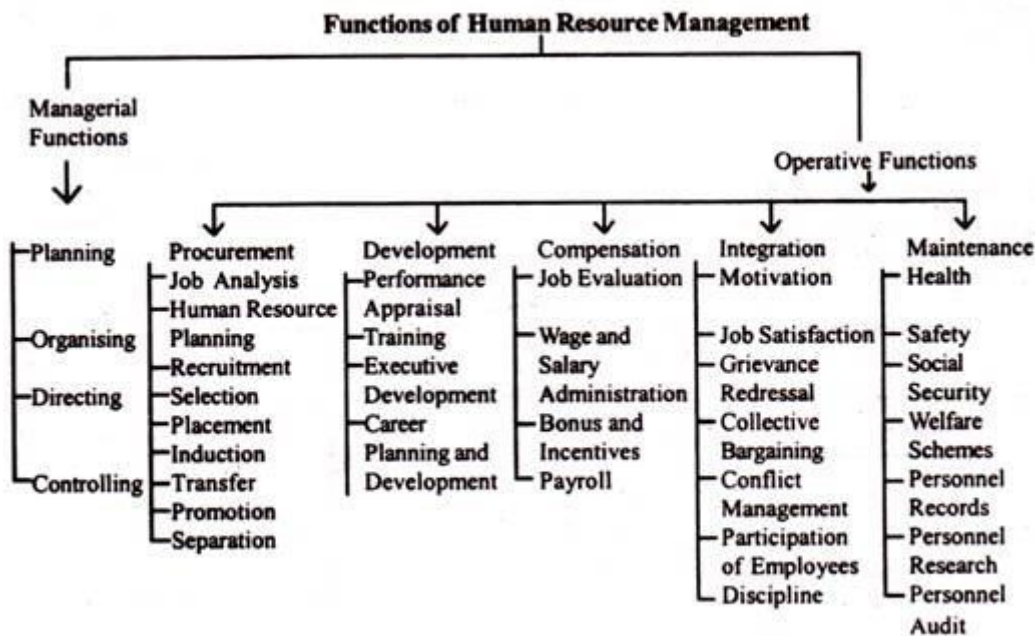 Functions of Human Resource Management
Managerial
Functions
Operative Functions
Planning
Organising
Directing
Controlling
Procurement
Job Analysis
Human Resource
Planning
Recruitment
Selection
Placement
Induction
Transfer
Promotion
Separation
Development
Performance
Appraisal
Training
Executive
Development
Career
Planning and
Development
Compensation
Job Evaluation
Wage and
Salary
Administration
Bonus and
Incentives
Payroll
Integration
Motivation
Job Satisfaction
Grievance
Redressal
Collective
Bargaining
Conflict
Management
Participation
of Employees
Discipline
Maintenance
Health
Safety
Social
Security
Welfare
Schemes
Personnel
Records
Personnel
Research
Personnel
Audit